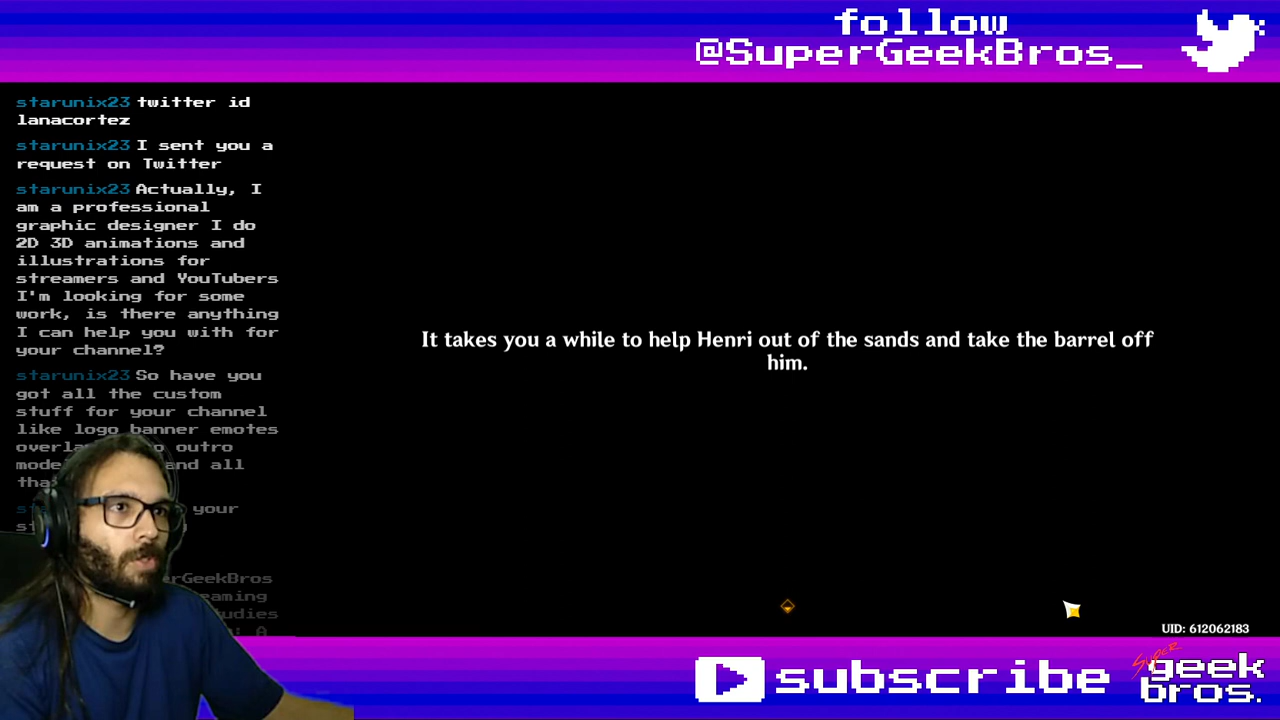 follow
@SuperGeekBros_
starunix23 twitter id
lanacortez
starunix23 I sent you a
request on Twitter
starunix23 Actually, I
am a professional
graphic designer I do
2D 3D animations and
illustrations for
streamers and YouTubers
I'm looking for some
work, is there anything
I can help you with for
your channel?
starunix23 So have you
got all the custom
stuff for your channel
like logo banner emotes
outro
and all
your
It takes you a while to help Henri out of the sands and take the barrel off
him.
UID: 612062183
subscribe
SUPER
geek
bros.